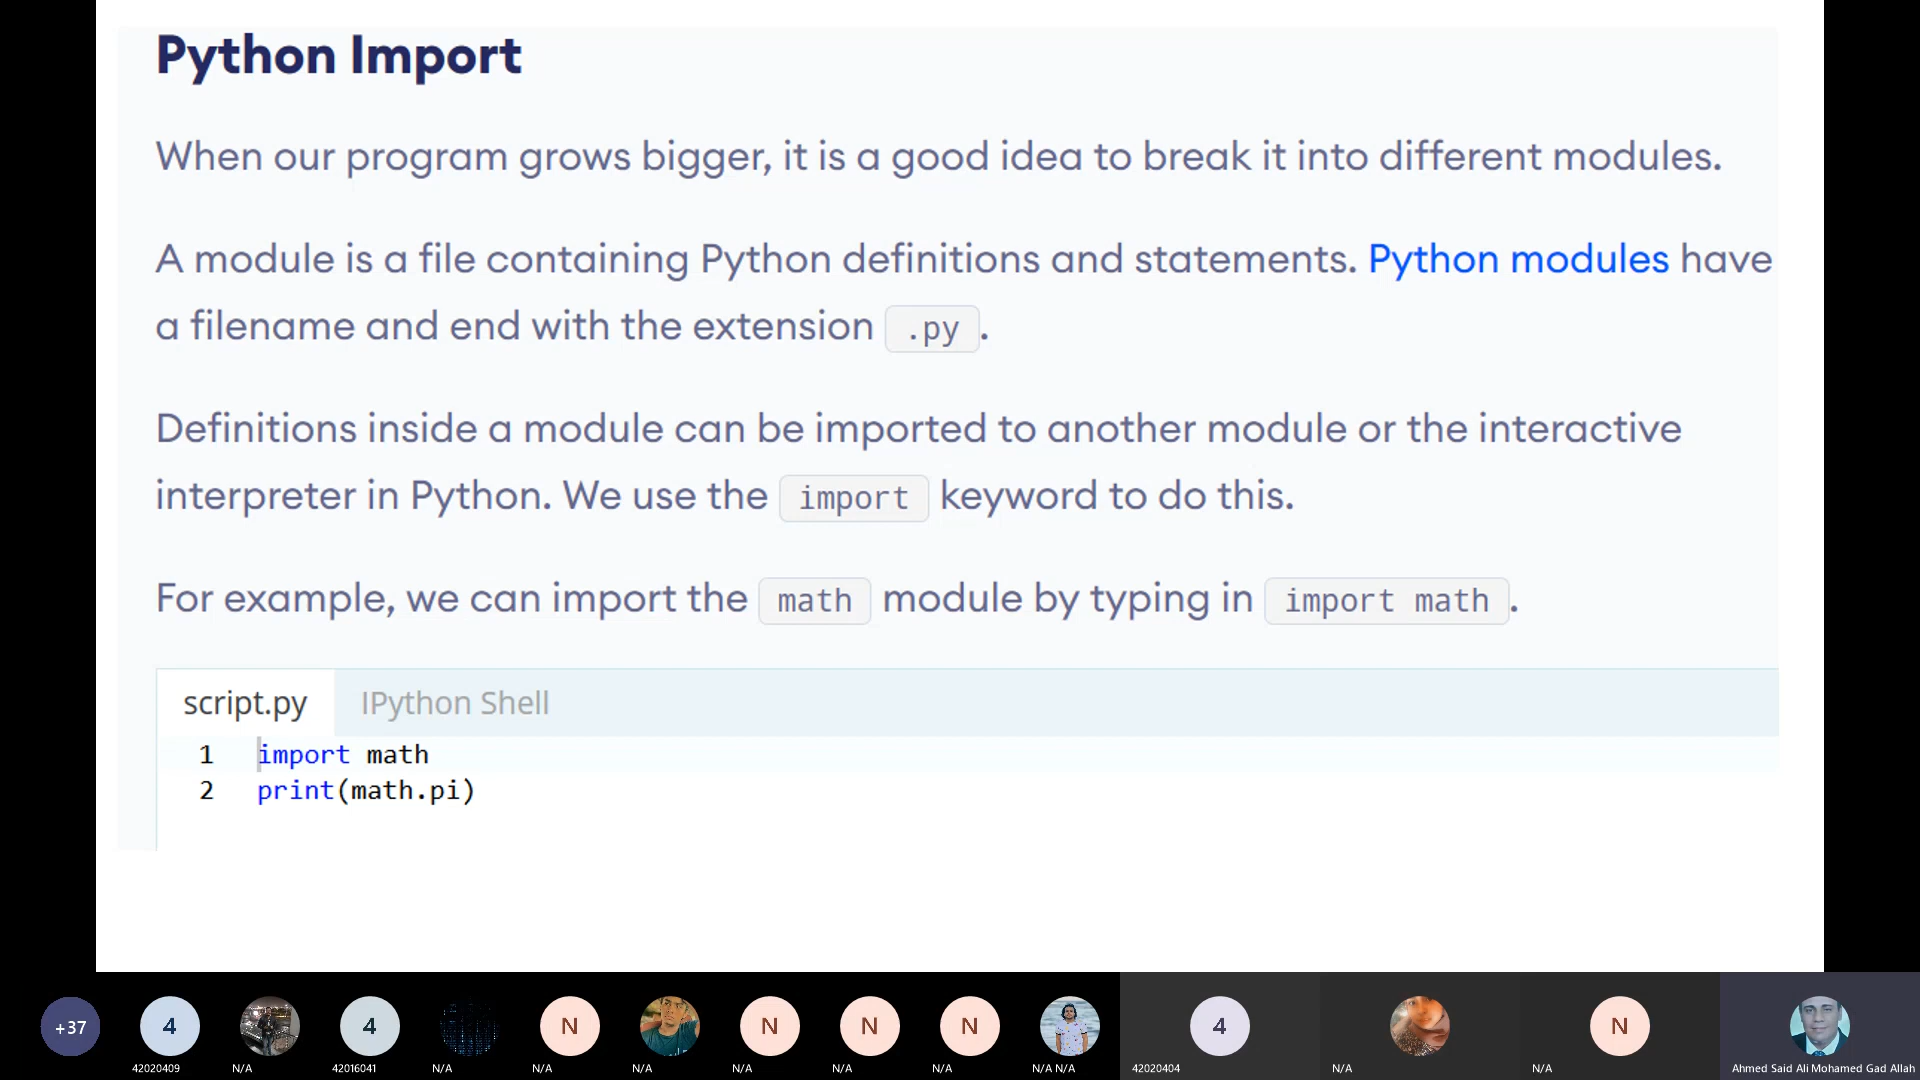 Python Import
When our program grows bigger, it is a good idea to break it into different modules.
A module is a file containing Python definitions and statements. Python modules have
a filename and end with the extension .py.
Definitions inside a module can be imported to another module or the interactive
interpreter in Python. We use the import keyword to do this.
For example, we can import the math module by typing in import math.
script.py IPython Shell
1 import math
2 print(math.pi)
+37 4 4 N N N N 4 N
42020409 N/A 42016041 N/A N/A N/A N/A N/A N/A N/A N/A 42020404 N/A N/A Ahmed Said Ali Mohamed Gad Allah